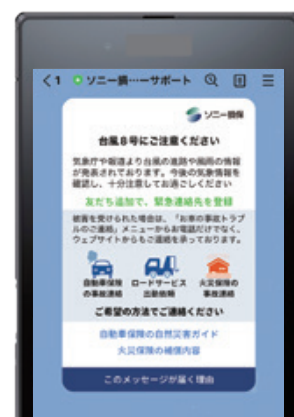 <1 ソニー損…ーサポート
ソニー損保
台風8号にご注意ください
気象庁や報道より台風の進路や風雨の情報
が発表されております。今後の気象情報を
確認し、十分注意してお過ごしください
友だち追加で、緊急連絡先を登録
被害を受けられた場合は、「お車の事故トラブ
ルのご連絡」メニューからお電話だけでなく、
ウェブサイトからもご連絡を承っております。
自動車保険 ロードサービス 火災保険の
の事故連絡 出動依頼 事故連絡
ご希望の方法でご連絡ください
自動車保険の自然災害ガイド
火災保険の補償内容
このメッセージが届く理由